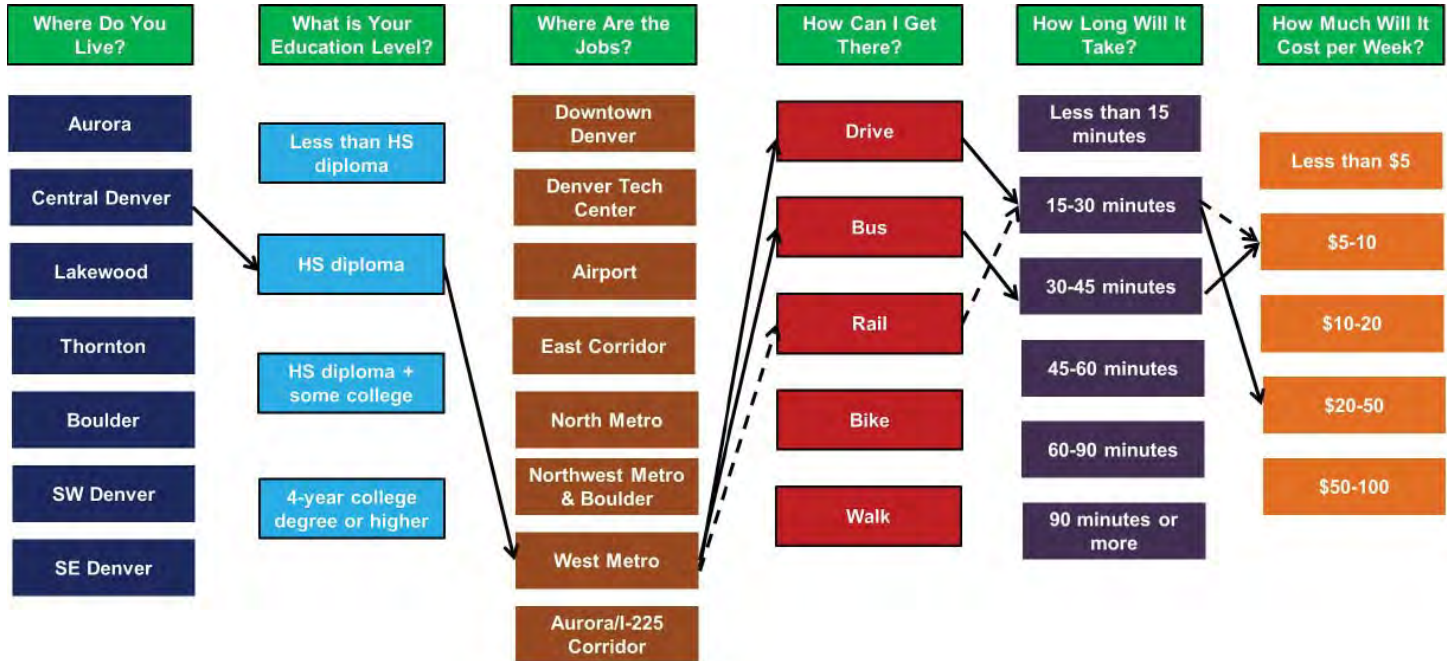 Where Do You
Live?
What is Your
Education Level?
Where Are the
Jobs?
How Can I Get
There?
How Long Will It
Take?
How Much Will It
Cost per Week?
Aurora
Central Denver
Lakewood
Thornton
Boulder
SW Denver
SE Denver
Less than HS
diploma
HS diploma
HS diploma +
some college
4-year college
degree or higher
Downtown
Denver
Denver Tech
Center
Airport
East Corridor
North Metro
Northwest Metro
& Boulder
West Metro
Aurora/I-225
Corridor
Drive
Bus
Rail
Bike
Walk
Less than 15
minutes
15-30 minutes
30-45 minutes
45-60 minutes
60-90 minutes
90 minutes or
more
Less than $5
$5-10
$10-20
$20-50
$50-100